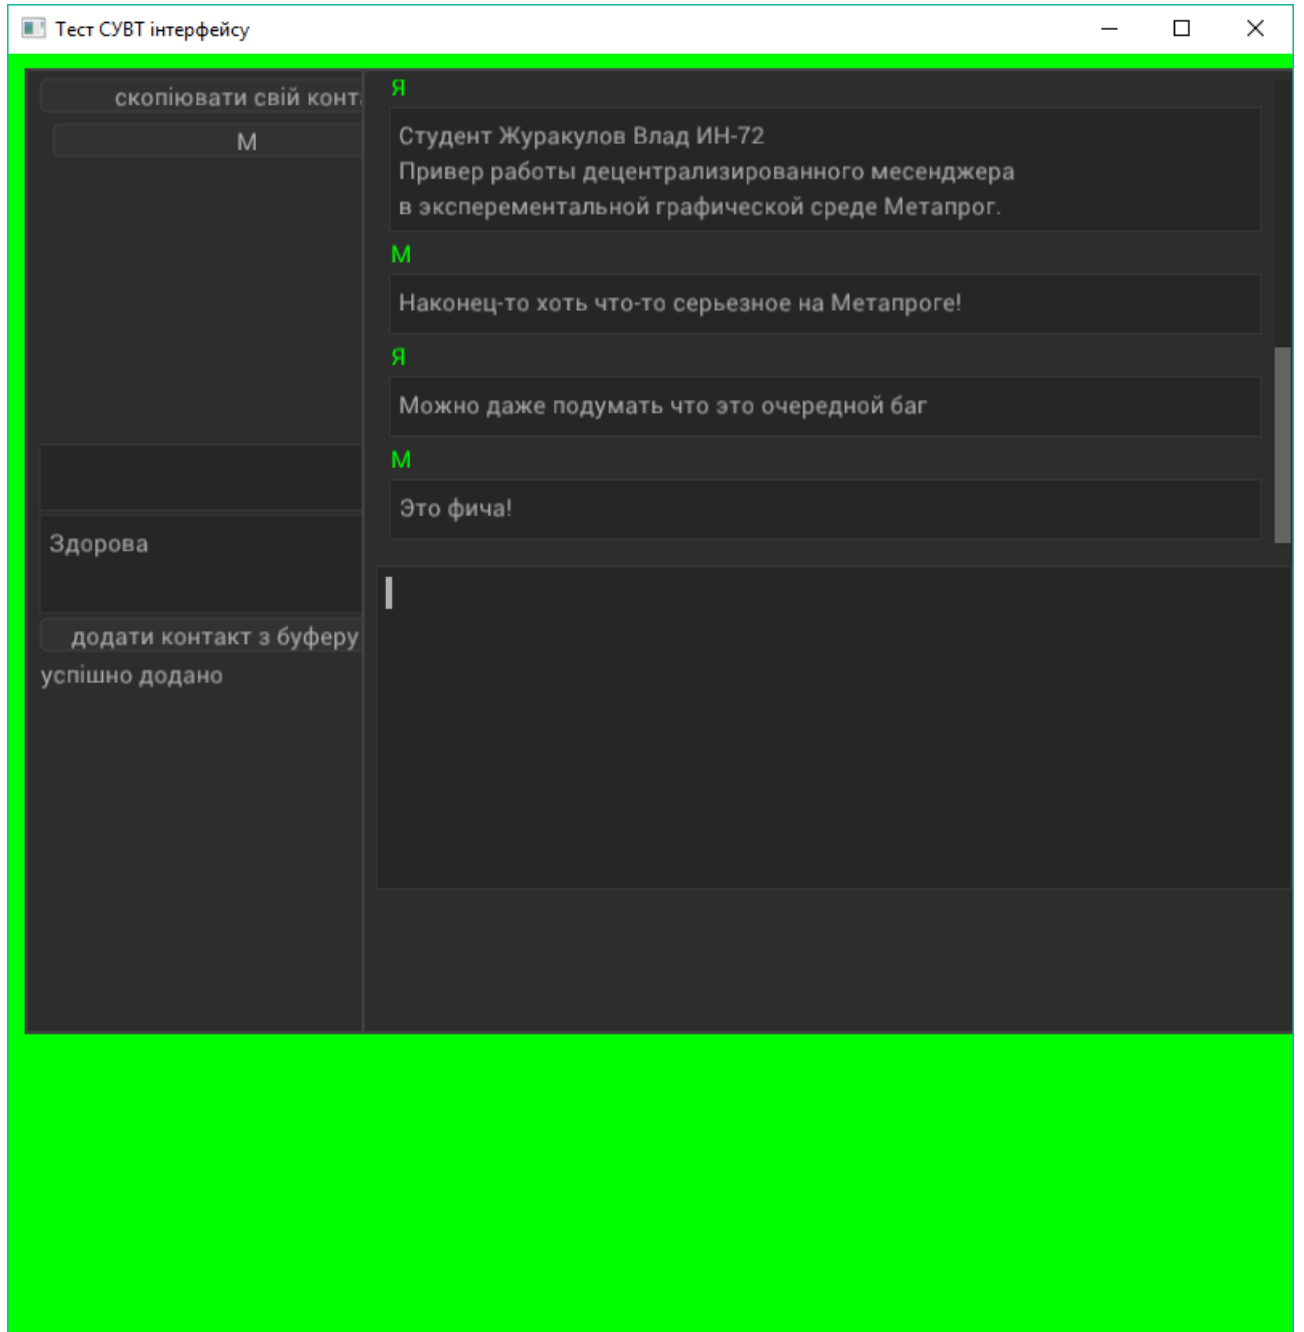 Тест СУВТ інтерфейсу
скопіювати свій конт
М
Здорова
додати контакт з буферу
успішно додано
Я
Студент Журакулов Влад ИН-72
Привер работы децентрализированного месенджера
в эксперементальной графической среде Метапрог.
М
Наконец-то хоть что-то серьезное на Метапроге!
Я
Можно даже подумать что это очередной баг
М
Это фича!